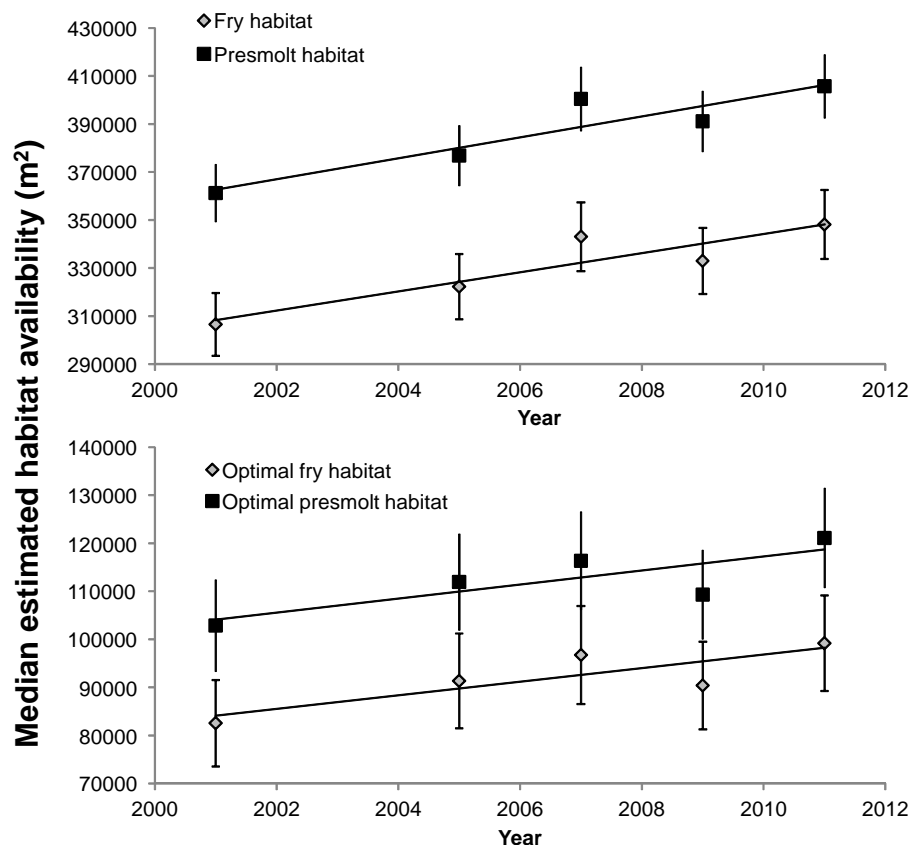 Median estimated habitat availability (m²)
Fry habitat
Presmolt habitat
430000
410000
390000
370000
350000
330000
310000
290000
2000 2002 2004 2006 2008 2010 2012
Year
Optimal fry habitat
Optimal presmolt habitat
140000
130000
120000
110000
100000
90000
80000
70000
2000 2002 2004 2006 2008 2010 2012
Year